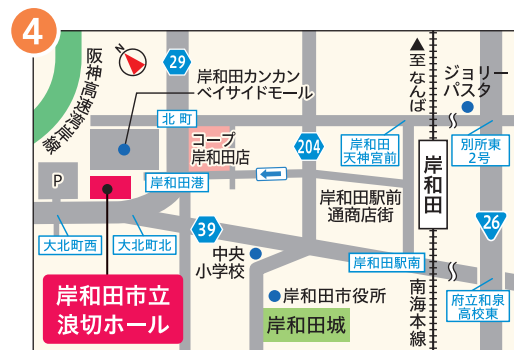 4
阪神高速湾岸線
N
29
岸和田カンカン
ベイサイドモール
▲至なんば
ジョリー
パスタ
北町
コープ
岸和田店
204
岸和田
天神宮前
別所東
2号
P
岸和田港
岸和田
岸和田駅前
通商店街
26
大北町西
大北町北
39
中央
小学校
岸和田駅南
岸和田市立
浪切ホール
岸和田市役所
岸和田城
南海本線
府立和泉
高校東